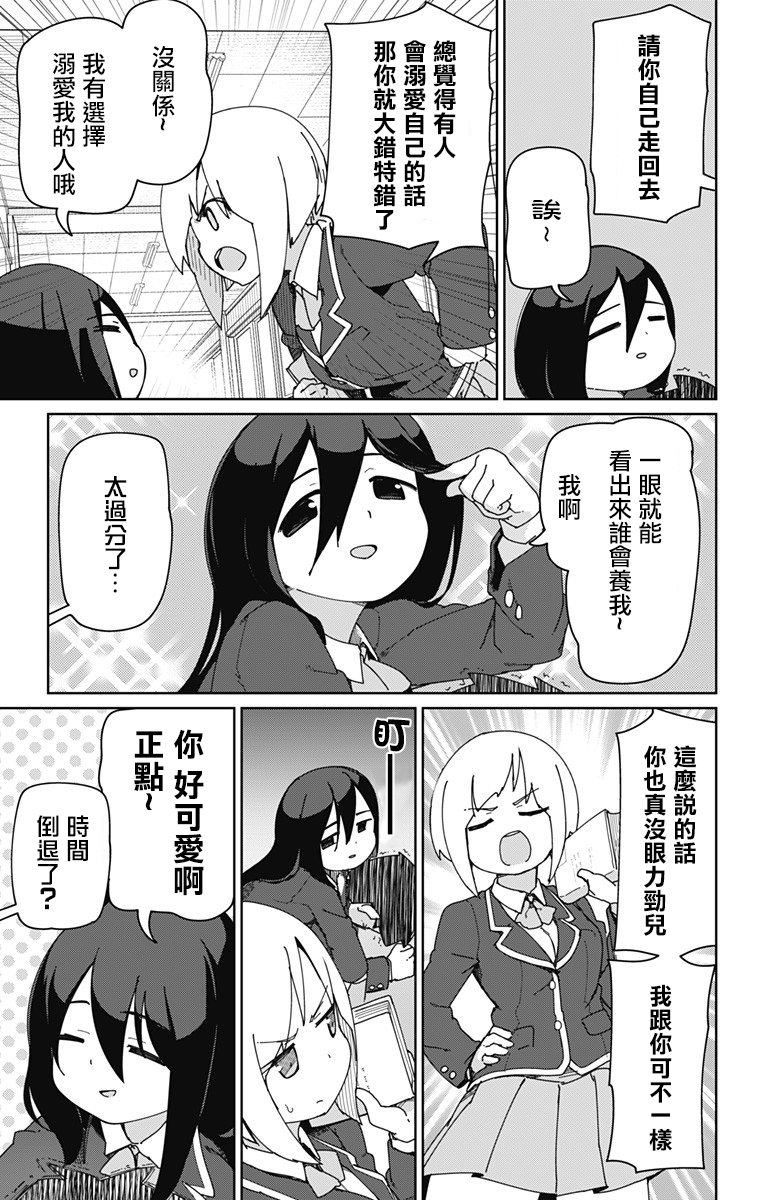 請你自己走回去
誒~
總覺得有人
會溺愛自己的話
那你就大錯特錯了
沒關係~
我有選擇
溺愛我的人哦
一眼就能
看出來誰會養我~
我啊
太過分了…
這麼說的話
你也真沒眼力勁兒
我跟你可不一樣
盯—
你 好可愛啊
正點~
時間
倒退了?